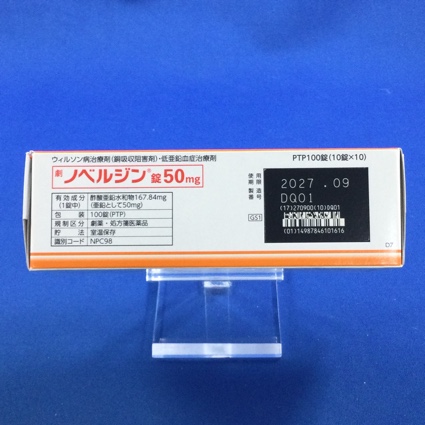 ウィルソン病治療剤(銅吸収阻害剤)・低亜鉛血症治療剤
PTP100錠(10錠×10)
劇 ノベルジン®錠50mg
有効成分(1錠中) 酢酸亜鉛水和物167.84mg(亜鉛として50mg)
包装 100錠(PTP)
規制区分 劇薬・処方箋医薬品
貯法 室温保存
識別コード NPC98
使用期限 2027.09
製造番号 DQ01
(17)270900(10)DQ01
GS1
(01)14987846101616
D7